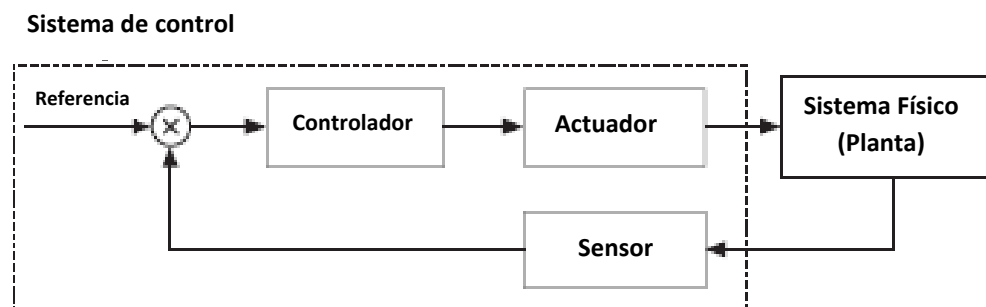 Sistema de control
Referencia
Controlador
Actuador
Sistema Físico
(Planta)
Sensor